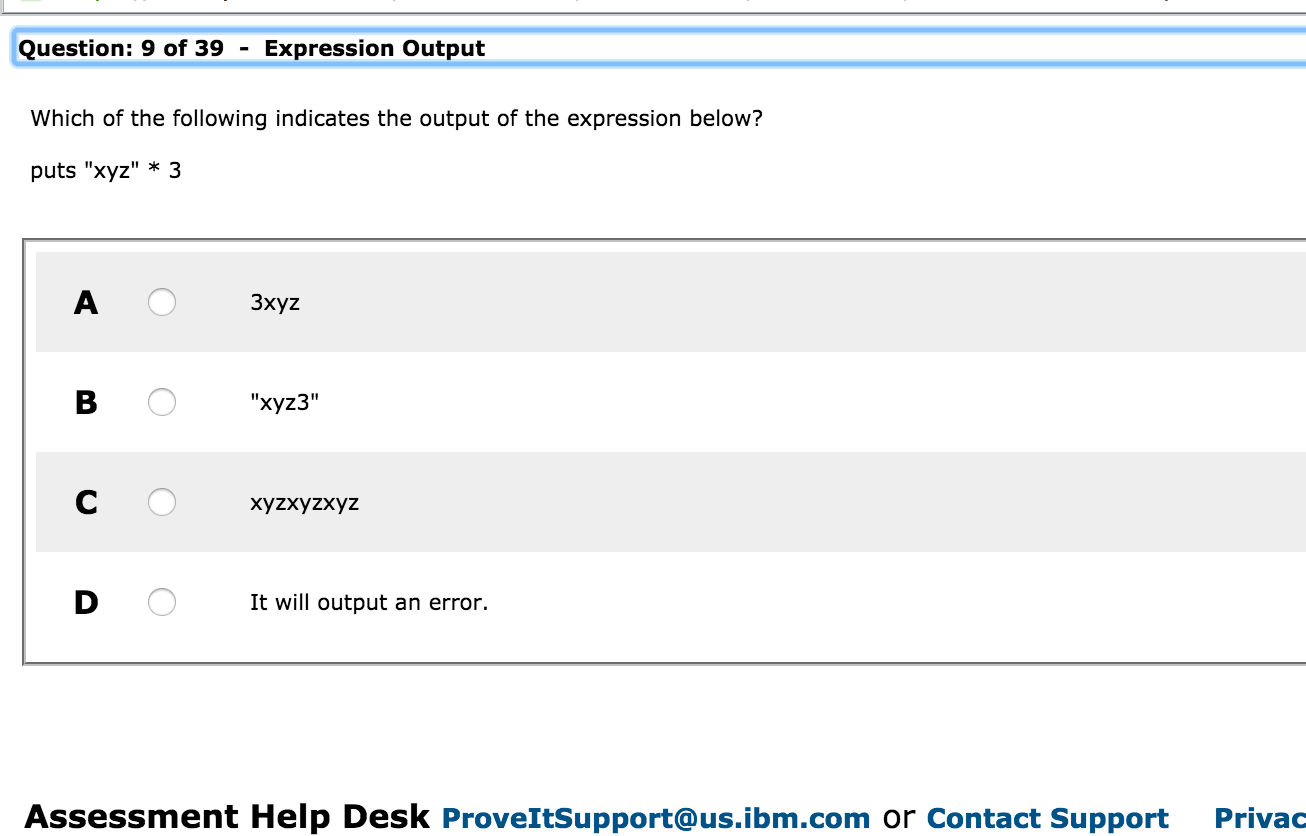 Question: 9 of 39 - Expression Output
Which of the following indicates the output of the expression below?
puts "xyz" * 3
A 3xyz
B "xyz3"
C xyzxyzxyz
D It will output an error.
Assessment Help Desk ProveItSupport@us.ibm.com or Contact Support Privac